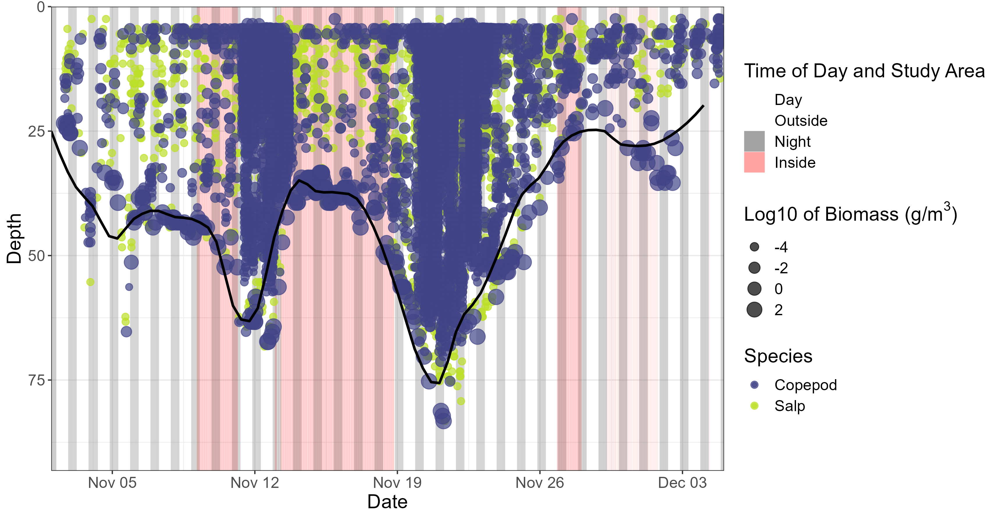 0
25
50
75
Depth
Nov 05
Nov 12
Nov 19
Nov 26
Dec 03
Date
Time of Day and Study Area
Day
Outside
Night
Inside
Log10 of Biomass (g/m³)
-4
-2
0
2
Species
Copepod
Salp